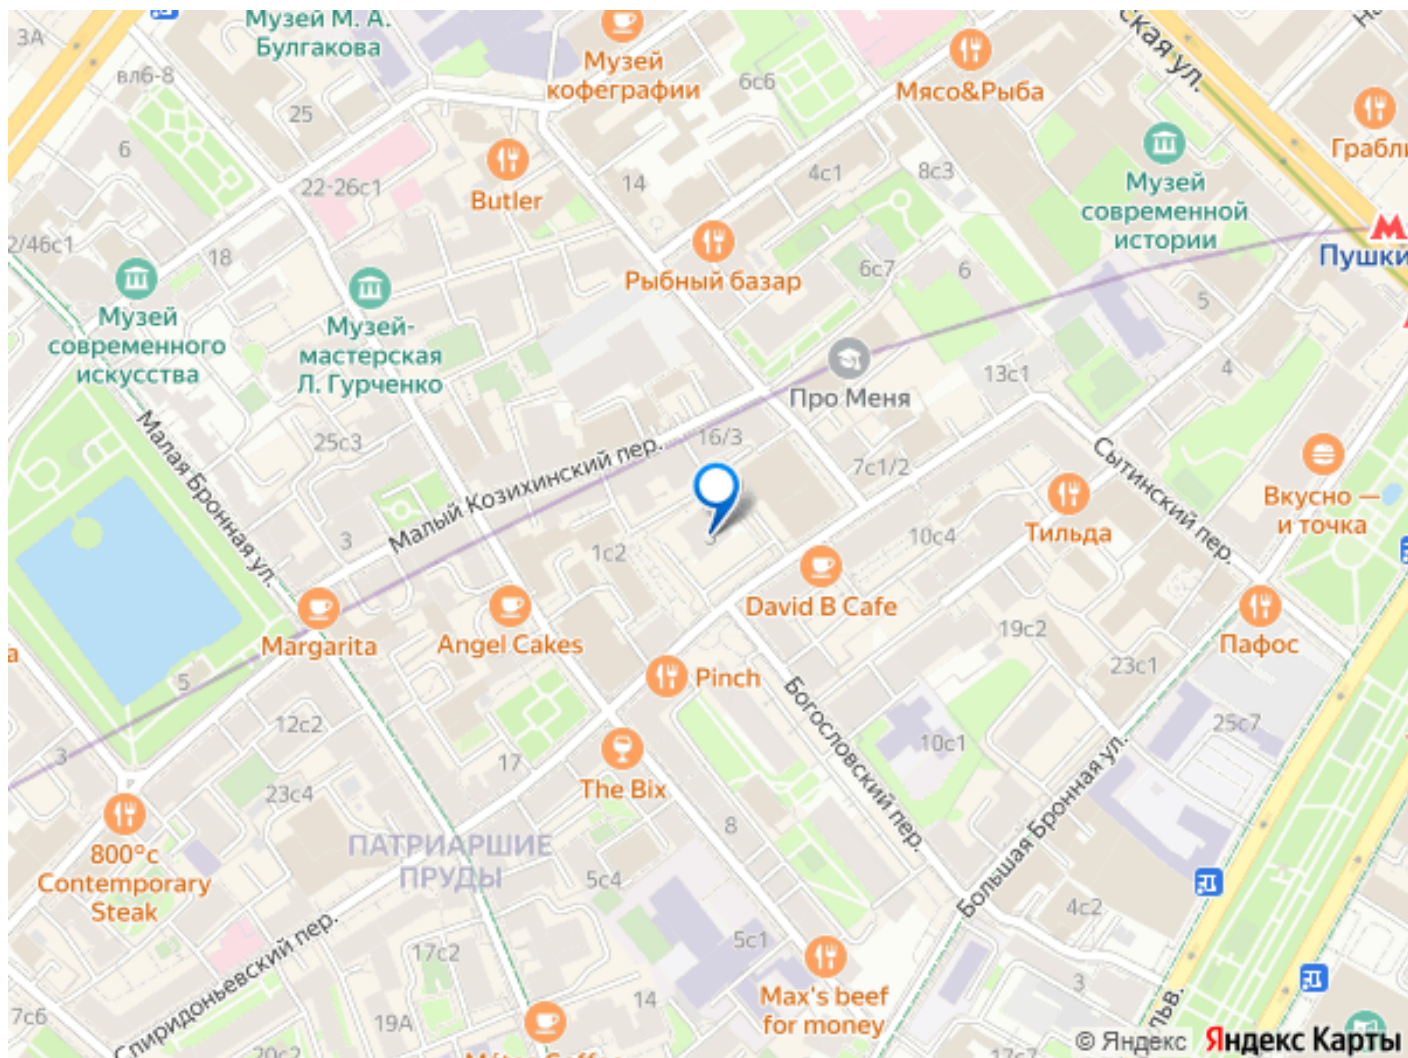 Музей М. А.
Булгакова
3А
вл6-8
25
6
22-26с1
2/46с1
18
Музей
кофеграфии
6с6
Мясо&Рыба
ская ул.
Грабли
Butler
14
4с1
8с3
Музей
современной
истории
Пушки
Рыбный базар
6с7
6
5
Музей
современного
искусства
Музей-
мастерская
Л. Гурченко
Про Меня
13с1
4
25с3
Малая Бронная ул.
Малый Козихинский пер.
16/3
7с1/2
Сытинский пер.
Вкусно —
и точка
3
1с2
Тильда
10с4
David B Cafe
Margarita
Angel Cakes
19с2
Пафос
а
5
Pinch
23с1
12с2
Богословский пер.
25с7
3
17
The Bix
10с1
Большая Бронная ул.
23с4
8
ПАТРИАРШИЕ
ПРУДЫ
800°с
Contemporary
Steak
5с4
4с2
Спиридоньевский пер.
17с2
5с1
3
Max's beef
for money
14
7с6
19А
20с2
ьв.
© Яндекс Яндекс Карты